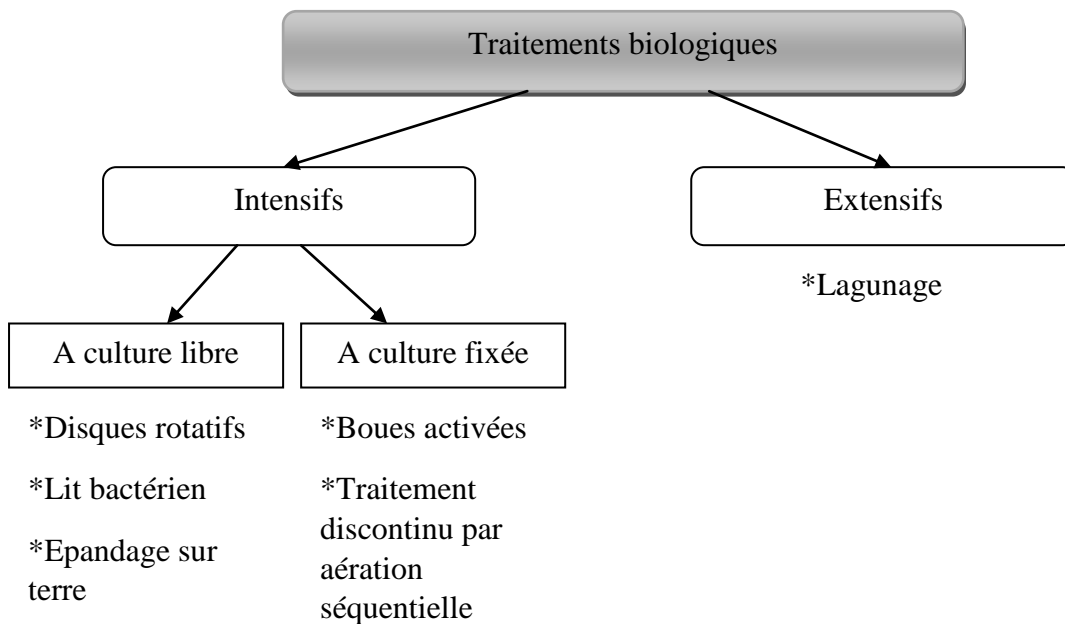 Traitements biologiques
Intensifs
Extensifs
*Lagunage
A culture libre
A culture fixée
*Disques rotatifs
*Lit bactérien
*Epandage sur
terre
*Boues activées
*Traitement
discontinu par
aération
séquentielle